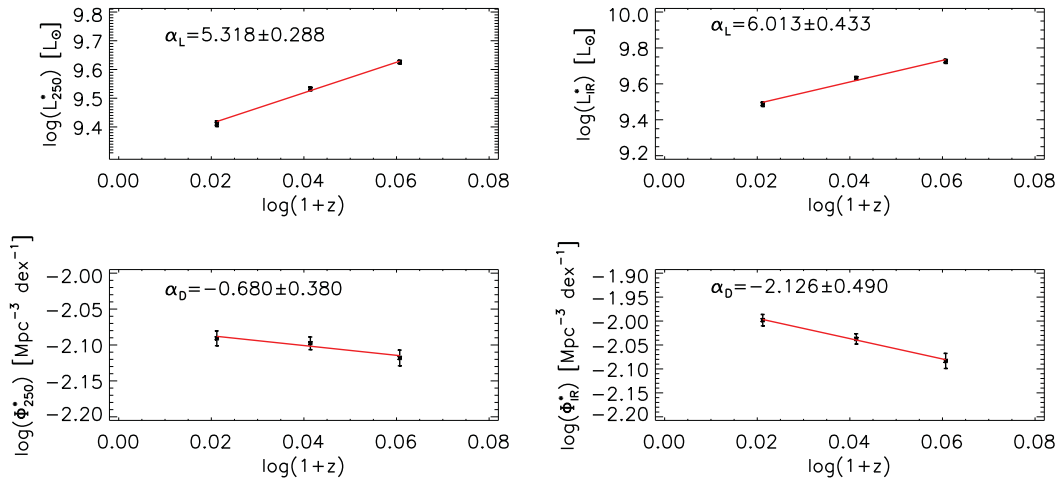 9.8
9.7
9.6
9.5
9.4
log(L*250) [L⊙]
αL=5.318±0.288
0.00 0.02 0.04 0.06 0.08
log(1+z)
10.0
9.8
9.6
9.4
9.2
log(L*IR) [L⊙]
αL=6.013±0.433
0.00 0.02 0.04 0.06 0.08
log(1+z)
−2.00
−2.05
−2.10
−2.15
−2.20
log(Φ*250) [Mpc−3 dex−1]
αD=−0.680±0.380
0.00 0.02 0.04 0.06 0.08
log(1+z)
−1.90
−1.95
−2.00
−2.05
−2.10
−2.15
−2.20
log(Φ*IR) [Mpc−3 dex−1]
αD=−2.126±0.490
0.00 0.02 0.04 0.06 0.08
log(1+z)